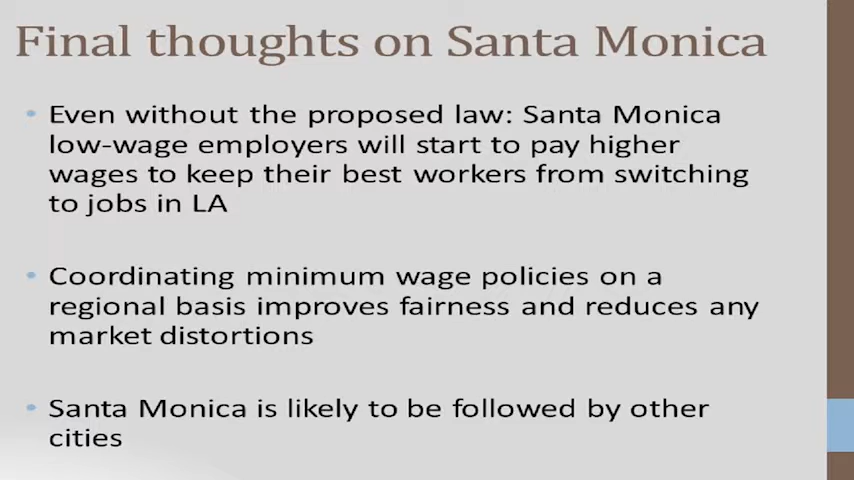 Final thoughts on Santa Monica
• Even without the proposed law: Santa Monica
low-wage employers will start to pay higher
wages to keep their best workers from switching
to jobs in LA
• Coordinating minimum wage policies on a
regional basis improves fairness and reduces any
market distortions
• Santa Monica is likely to be followed by other
cities